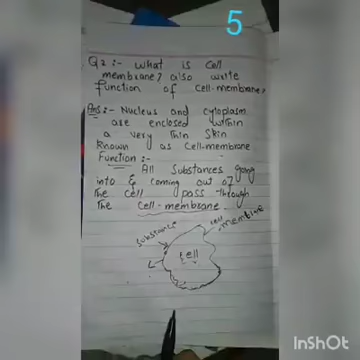 5
Q2 :- What is cell
membrane? also write
function of cell-membrane?
Ans :- Nucleus and cytoplasm
are enclosed within
a very thin skin
known as cell-membrane
Function :-
All substances going
into & coming out of
the cell pass through
the cell-membrane
substance
cell
-membrane
cell
InShOt